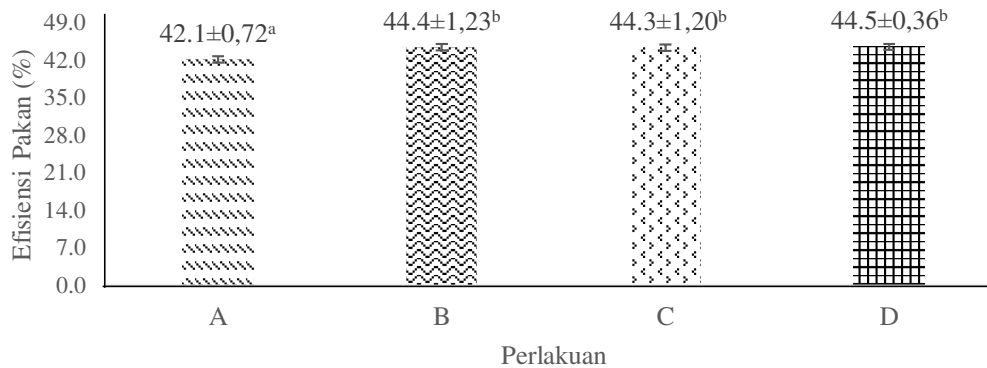 49.0
42.0
35.0
28.0
21.0
14.0
7.0
0.0
Efisiensi Pakan (%)
42.1±0,72ᵃ
44.4±1,23ᵇ
44.3±1,20ᵇ
44.5±0,36ᵇ
A
B
C
D
Perlakuan